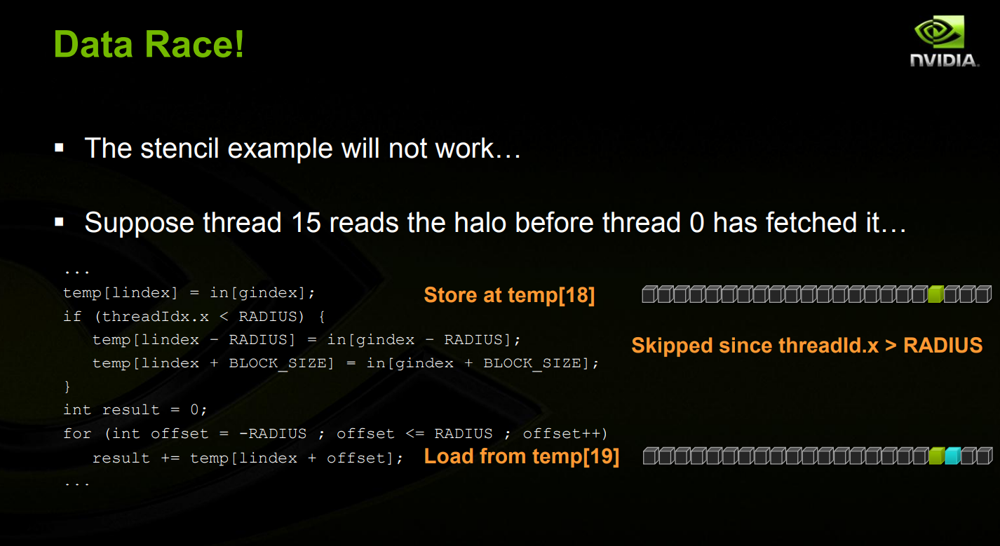 Data Race!
NVIDIA.
▪ The stencil example will not work…
▪ Suppose thread 15 reads the halo before thread 0 has fetched it…
...
temp[lindex] = in[gindex]; Store at temp[18]
if (threadIdx.x < RADIUS) {
temp[lindex – RADIUS] = in[gindex – RADIUS]; Skipped since threadId.x > RADIUS
temp[lindex + BLOCK_SIZE] = in[gindex + BLOCK_SIZE];
}
int result = 0;
for (int offset = -RADIUS ; offset <= RADIUS ; offset++)
result += temp[lindex + offset]; Load from temp[19]
...